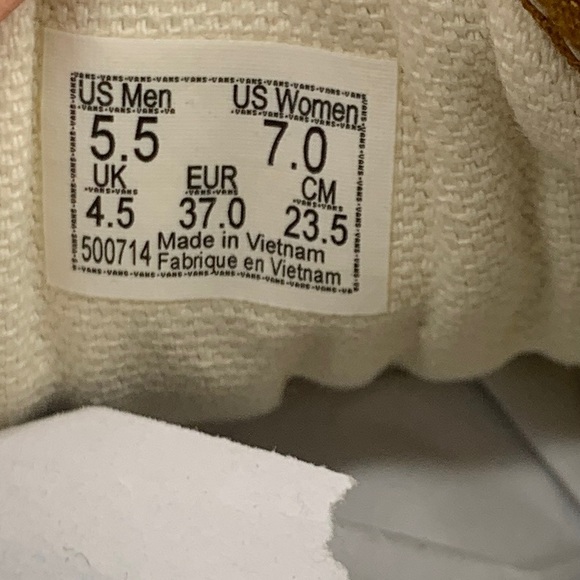 US Men US Women
5.5 7.0
UK EUR CM
4.5 37.0 23.5
500714 Made in Vietnam
Fabriqué en Vietnam